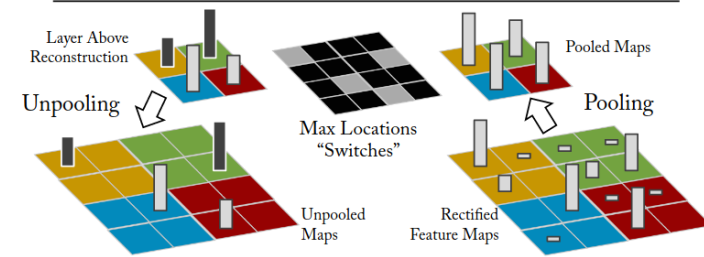 Layer Above
Reconstruction
Pooled Maps
Unpooling
Pooling
Max Locations
“Switches”
Unpooled
Maps
Rectified
Feature Maps